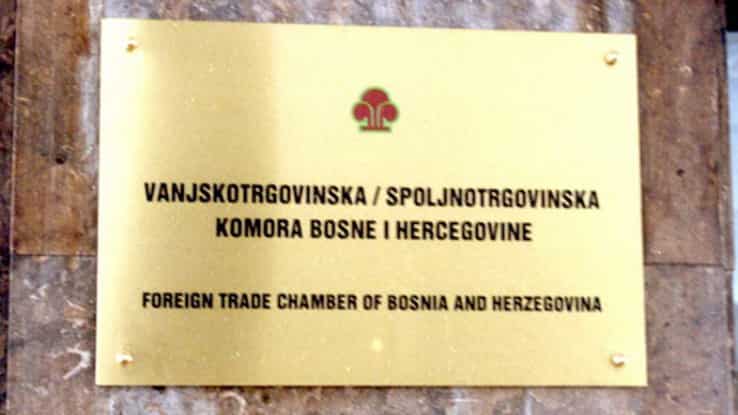 VANJSKOTRGOVINSKA / SPOLJNOTRGOVINSKA
KOMORA BOSNE I HERCEGOVINE
FOREIGN TRADE CHAMBER OF BOSNIA AND HERZEGOVINA